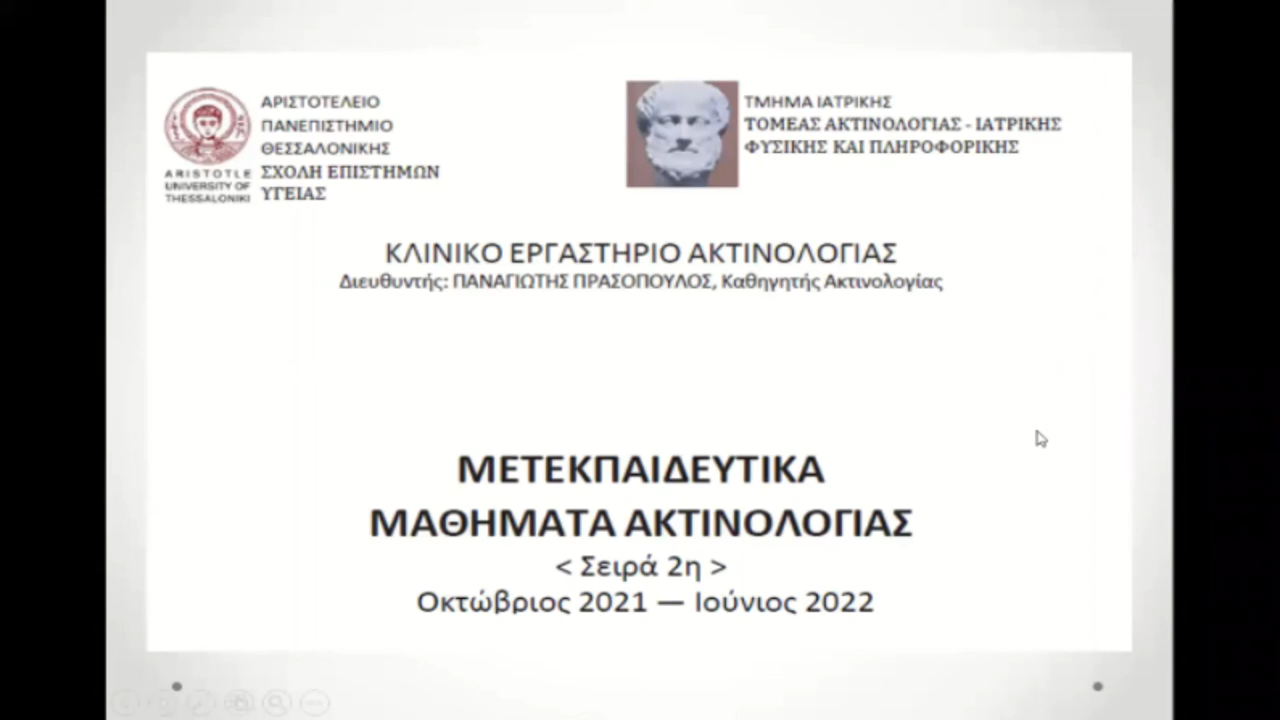 ΑΡΙΣΤΟΤΕΛΕΙΟ
ΠΑΝΕΠΙΣΤΗΜΙΟ
ΘΕΣΣΑΛΟΝΙΚΗΣ
ΣΧΟΛΗ ΕΠΙΣΤΗΜΩΝ
ΥΓΕΙΑΣ
ARISTOTLE
UNIVERSITY OF
THESSALONIKI
ΤΜΗΜΑ ΙΑΤΡΙΚΗΣ
ΤΟΜΕΑΣ ΑΚΤΙΝΟΛΟΓΙΑΣ - ΙΑΤΡΙΚΗΣ
ΦΥΣΙΚΗΣ ΚΑΙ ΠΛΗΡΟΦΟΡΙΚΗΣ
ΚΛΙΝΙΚΟ ΕΡΓΑΣΤΗΡΙΟ ΑΚΤΙΝΟΛΟΓΙΑΣ
Διευθυντής: ΠΑΝΑΓΙΩΤΗΣ ΠΡΑΣΟΠΟΥΛΟΣ, Καθηγητής Ακτινολογίας
ΜΕΤΕΚΠΑΙΔΕΥΤΙΚΑ
ΜΑΘΗΜΑΤΑ ΑΚΤΙΝΟΛΟΓΙΑΣ
< Σειρά 2η >
Οκτώβριος 2021 — Ιούνιος 2022